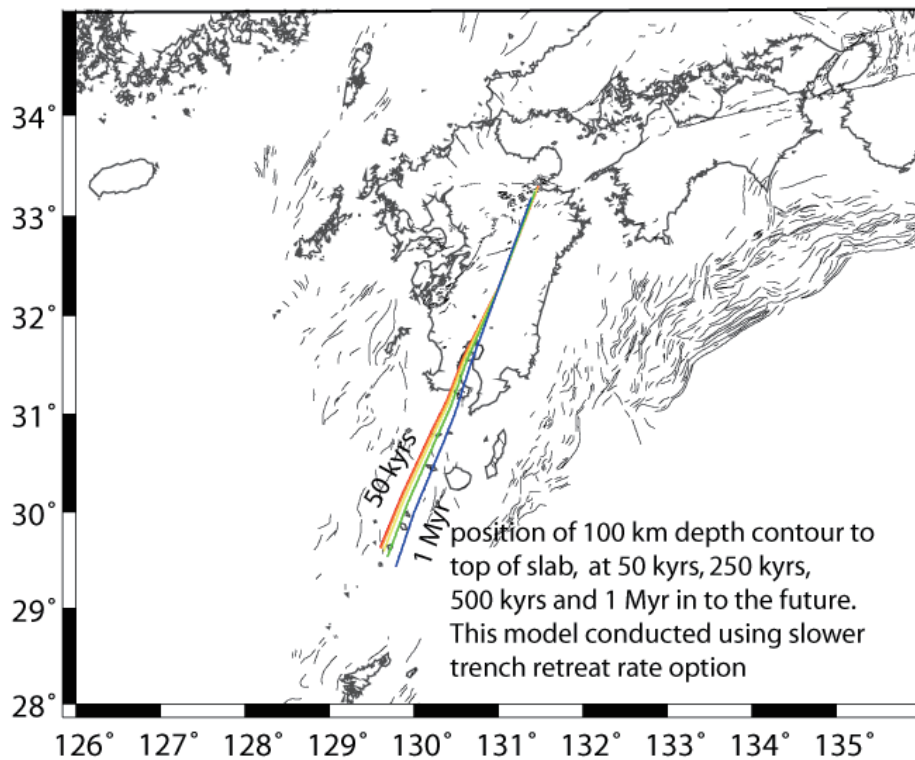 34°
33°
32°
31°
30°
29°
28°
50 kyrs
1 Myr
position of 100 km depth contour to
top of slab, at 50 kyrs, 250 kyrs,
500 kyrs and 1 Myr in to the future.
This model conducted using slower
trench retreat rate option
126° 127° 128° 129° 130° 131° 132° 133° 134° 135°